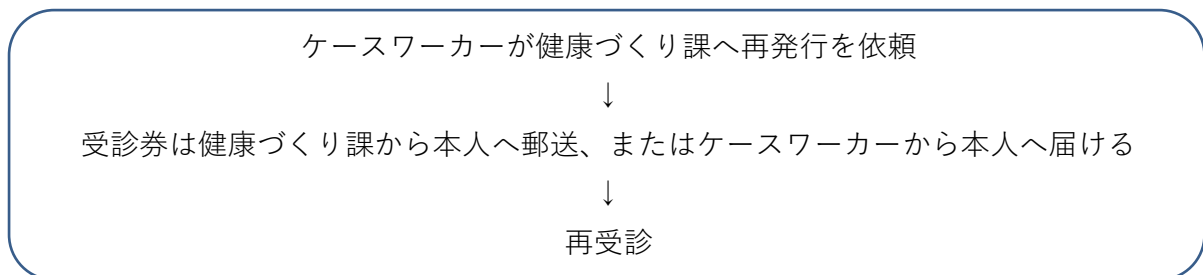 ケースワーカーが健康づくり課へ再発行を依頼
↓
受診券は健康づくり課から本人へ郵送、またはケースワーカーから本人へ届ける
↓
再受診